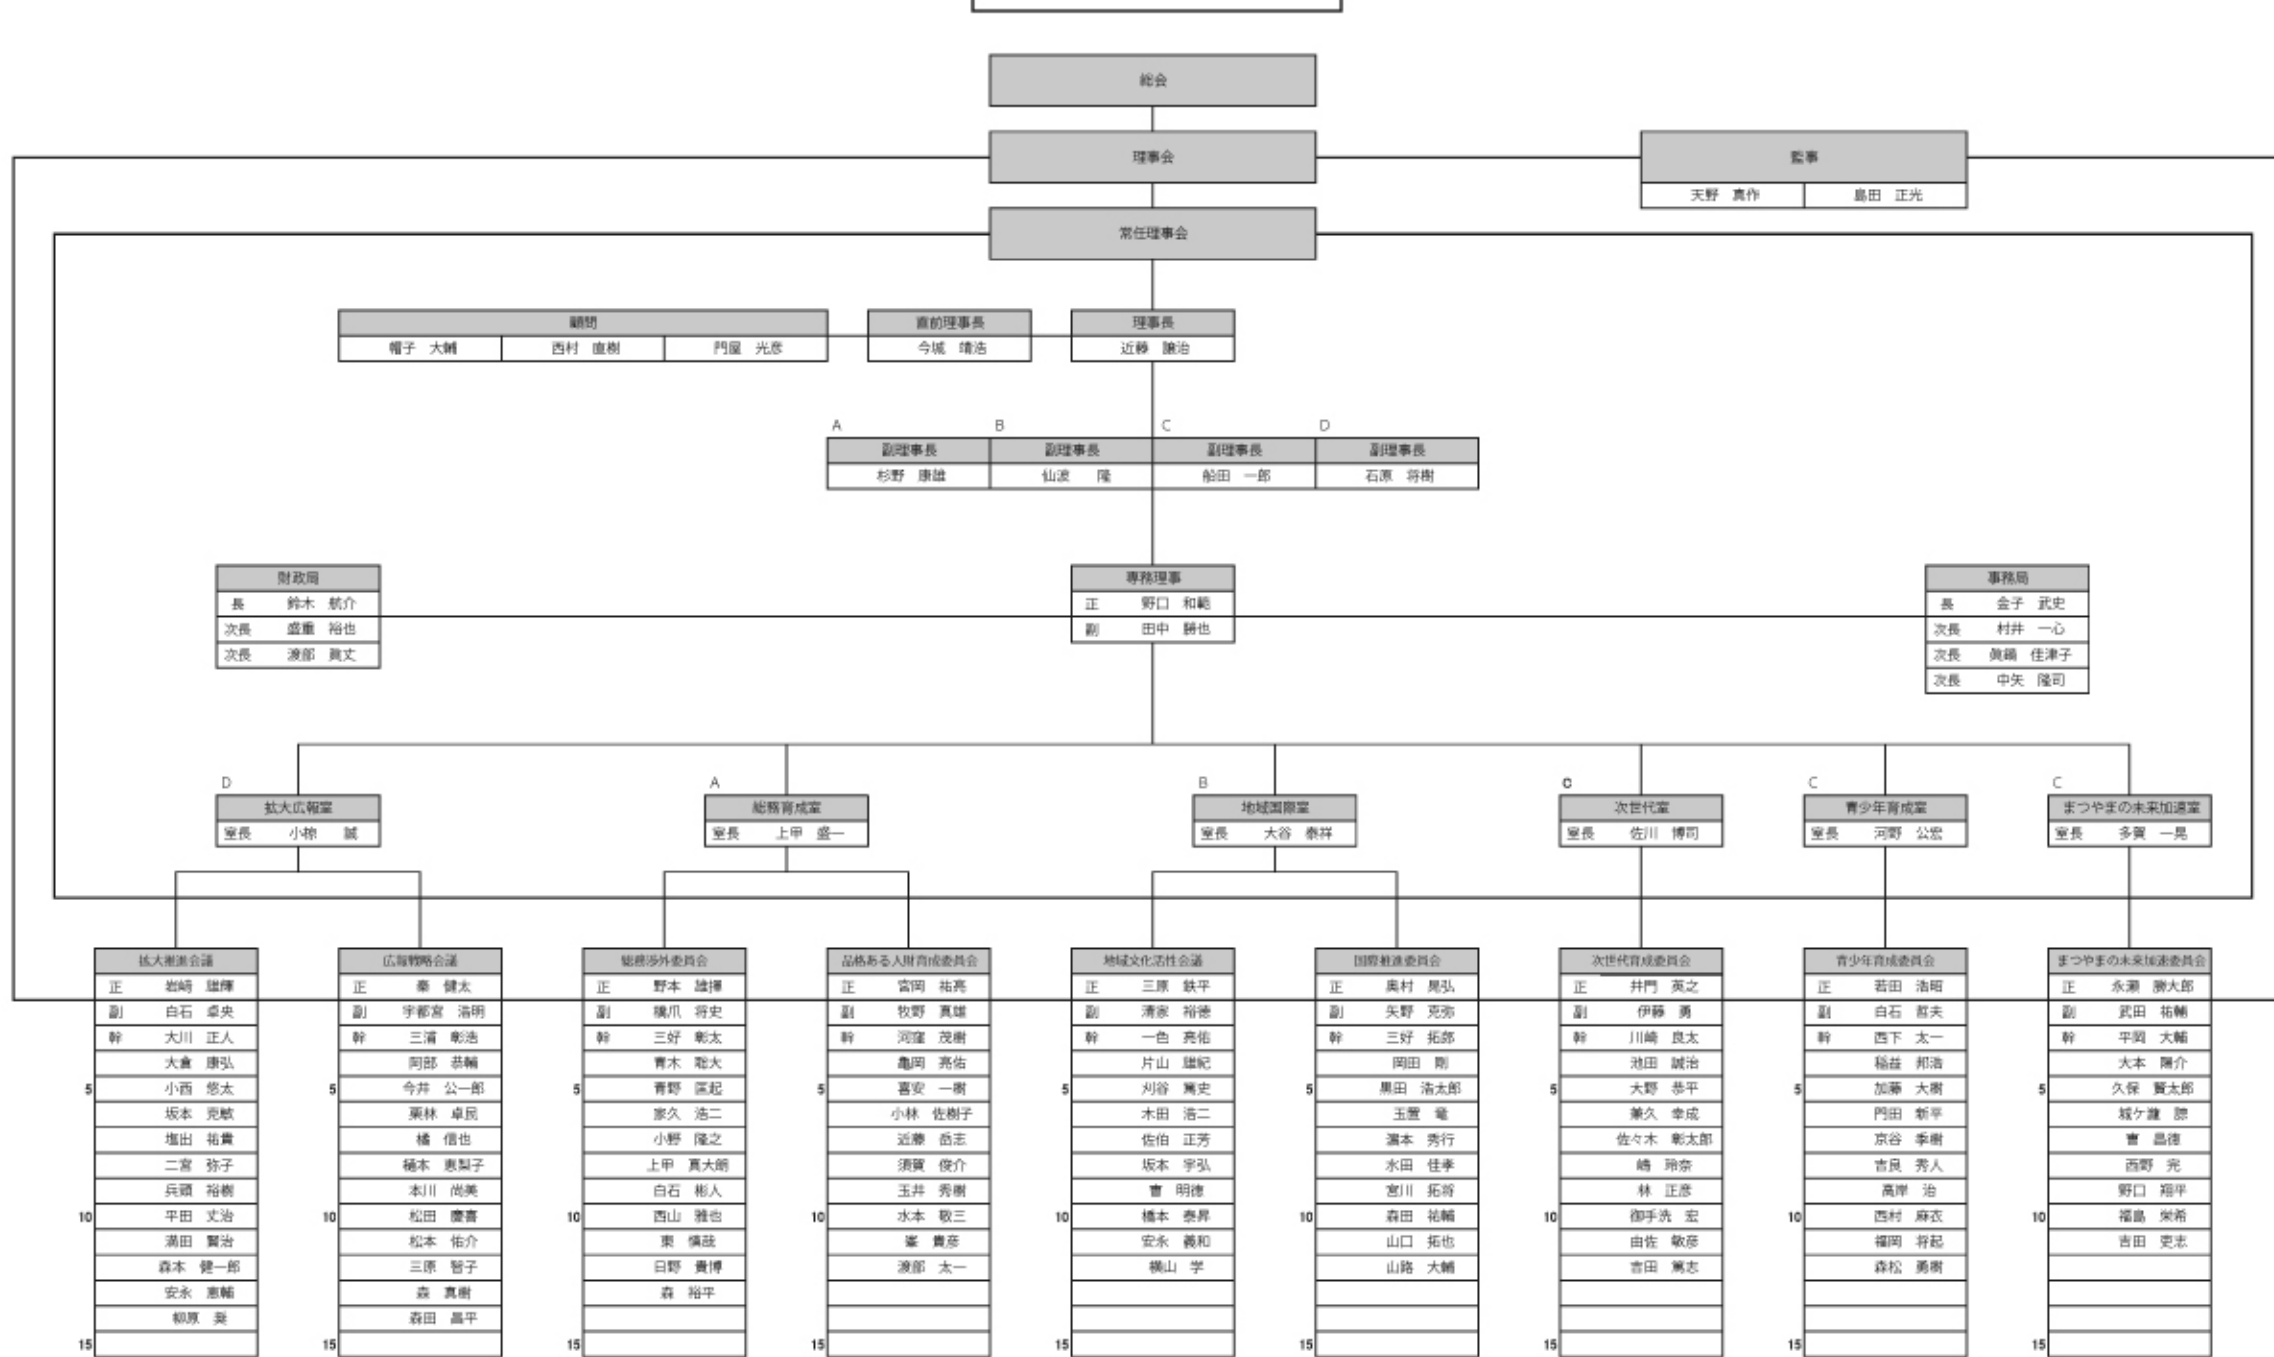 総会
理事会
監事
天野 真作 島田 正光
常任理事会
顧問 直前理事長 理事長
帽子 大輔 西村 直樹 門屋 光彦 今城 靖浩 近藤 譲治
A B C D
副理事長 副理事長 副理事長 副理事長
杉野 康雄 仙波 隆 船田 一郎 石原 将樹
財政局 専務理事 事務局
長 鈴木 航介 正 野口 和範 長 金子 武史
次長 盛重 裕也 副 田中 勝也 次長 村井 一心
次長 渡部 眞丈 次長 眞鍋 佳津子
次長 中矢 隆司
D A B C C C
拡大広報室 総務育成室 地域国際室 次世代室 青少年育成室 まつやまの未来加速室
室長 小椋 誠 室長 上甲 盛一 室長 大谷 泰祥 室長 佐川 博司 室長 河野 公宏 室長 多賀 一晃
拡大推進会議 広報戦略会議 総務渉外委員会 品格ある人財育成委員会 地域文化活性会議 国際推進委員会 次世代育成委員会 青少年育成委員会 まつやまの未来加速委員会
正 岩崎 雄輝 正 秦 健太 正 野本 雄揮 正 宮岡 祐亮 正 三原 鉄平 正 奥村 晃弘 正 井門 英之 正 若田 浩昭 正 永瀬 勝大郎
副 白石 卓央 副 宇都宮 浩明 副 橋爪 将史 副 牧野 真雄 副 清家 裕徳 副 矢野 克弥 副 伊藤 勇 副 白石 哲夫 副 武田 祐輔
幹 大川 正人 幹 三浦 彰浩 幹 三好 彰太 幹 河窪 茂樹 幹 一色 亮佑 幹 三好 拓郎 幹 川崎 良太 幹 西下 太一 幹 平岡 大輔
大倉 康弘 阿部 恭輔 青木 聡大 亀岡 亮佑 片山 雄紀 岡田 剛 池田 誠治 稲益 邦浩 大本 陽介
5 小西 悠太 5 今井 公一郎 5 青野 匡起 5 喜安 一樹 5 刈谷 篤史 5 黒田 浩太郎 5 大野 恭平 5 加藤 大樹 5 久保 賢太郎
坂本 克敏 栗林 卓民 家久 浩二 小林 佐樹子 木田 浩二 玉置 竜 兼久 幸成 門田 新平 城ケ瀧 諒
塩出 祐貴 橘 信也 小野 隆之 近藤 岳志 佐伯 正芳 濵本 秀行 佐々木 彰太郎 京谷 季樹 曺 昌徳
二宮 弥子 樋本 恵梨子 上甲 真大朗 須賀 俊介 坂本 宇弘 水田 佳孝 嶋 玲奈 吉良 秀人 西野 完
兵頭 裕樹 本川 尚美 白石 彬人 玉井 秀樹 曺 明徳 宮川 拓将 林 正彦 高岸 治 野口 翔平
10 平田 丈治 10 松田 慶喜 10 西山 雅也 10 水本 敬三 10 橋本 泰昇 10 森田 祐輔 10 御手洗 宏 10 西村 麻衣 10 福島 栄希
満田 賢治 松本 佑介 東 慎哉 峯 貴彦 安永 義和 山口 拓也 由佐 敏彦 福岡 将起 吉田 吏志
森本 健一郎 三原 智子 日野 貴博 渡部 太一 横山 学 山路 大輔 吉田 篤志 森松 勇樹
安永 恵輔 森 真樹 森 裕平
柳原 奨 森田 昌平
15 15 15 15 15 15 15 15 15